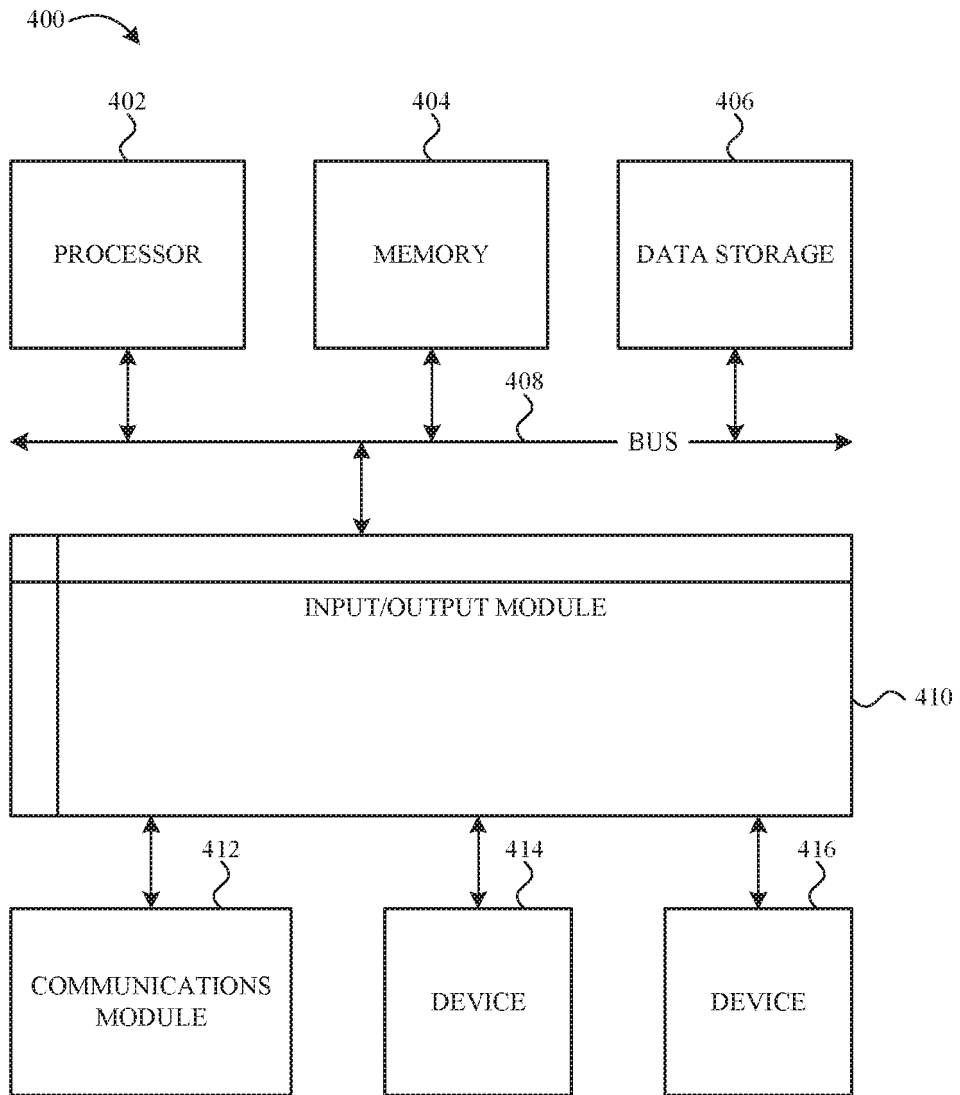 400
402
404
406
PROCESSOR
MEMORY
DATA STORAGE
408
BUS
INPUT/OUTPUT MODULE
410
412
414
416
COMMUNICATIONS
MODULE
DEVICE
DEVICE